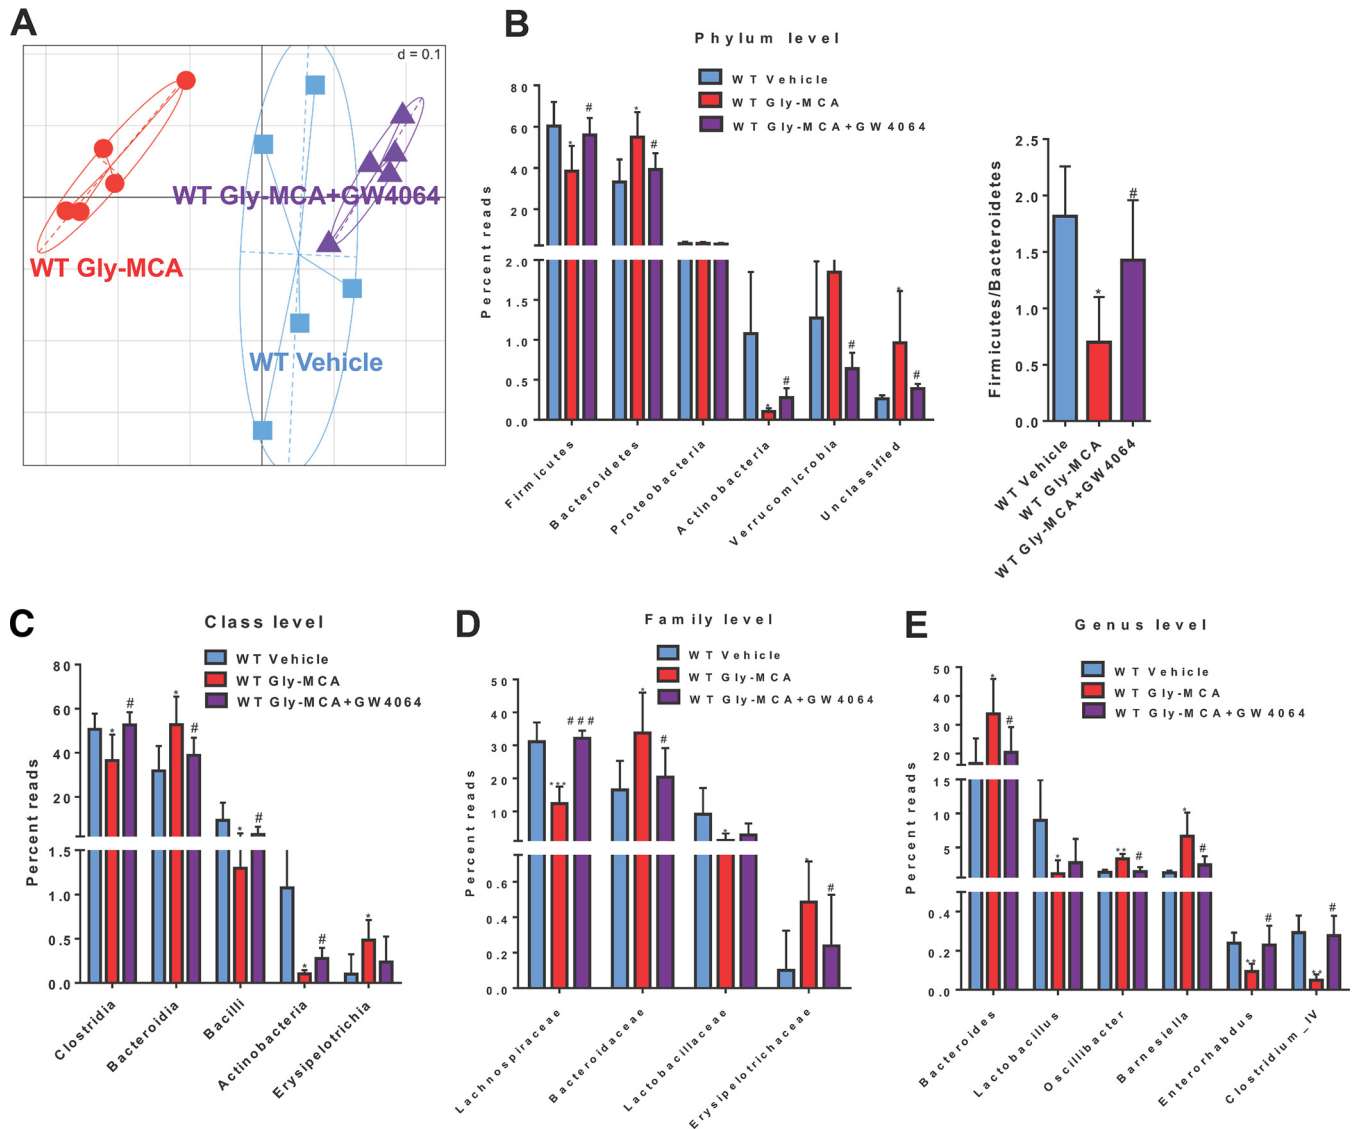 A
d = 0.1
WT Gly-MCA+GW4064
WT Gly-MCA
WT Vehicle
B
Phylum level
WT Vehicle
WT Gly-MCA
WT Gly-MCA+GW4064
Percent reads
80
60
40
20
2.0
1.5
1.0
0.5
0.0
* # * # * # # * #
Firmicutes
Bacteroidetes
Proteobacteria
Actinobacteria
Verrucomicrobia
Unclassified
Firmicutes/Bacteroidetes
2.5
2.0
1.5
1.0
0.5
0.0
* #
WT Vehicle
WT Gly-MCA
WT Gly-MCA+GW4064
C
Class level
WT Vehicle
WT Gly-MCA
WT Gly-MCA+GW4064
Percent reads
80
60
40
20
1.5
1.0
0.5
0.0
* # * # * # * # *
Clostridia
Bacteroidia
Bacilli
Actinobacteria
Erysipelotrichia
D
Family level
WT Vehicle
WT Gly-MCA
WT Gly-MCA+GW4064
Percent reads
50
40
30
20
10
0.6
0.4
0.2
0.0
*** ### * # * * #
Lachnospiraceae
Bacteroidaceae
Lactobacillaceae
Erysipelotrichaceae
E
Genus level
WT Vehicle
WT Gly-MCA
WT Gly-MCA+GW4064
Percent reads
50
40
30
20
15
10
5
0.4
0.2
0.0
* # * ** # * # ** # ** #
Bacteroides
Lactobacillus
Oscillibacter
Barnesiella
Enterorhabdus
Clostridium_IV